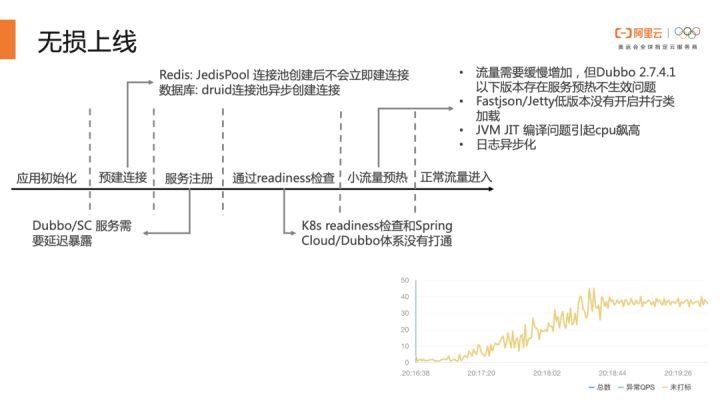 无损上线
阿里云
奥运会全球指定云服务商
Redis: JedisPool 连接池创建后不会立即建连接
数据库: druid连接池异步创建连接
• 流量需要缓慢增加，但Dubbo 2.7.4.1
以下版本存在服务预热不生效问题
• Fastjson/Jetty低版本没有开启并行类
加载
• JVM JIT 编译问题引起cpu飙高
• 日志异步化
应用初始化
预建连接
服务注册
通过readiness检查
小流量预热
正常流量进入
Dubbo/SC 服务需
要延迟暴露
K8s readiness检查和Spring
Cloud/Dubbo体系没有打通
50
40
30
20
10
0
20:16:38
20:17:20
20:18:02
20:18:44
20:19:26
总数
异常QPS
未打标